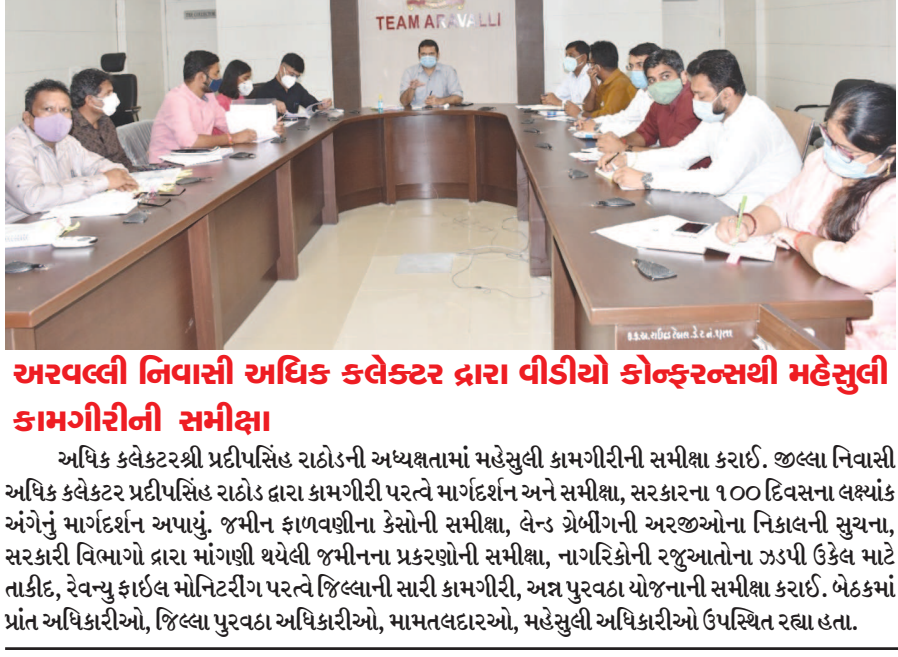 TEAM ARAVALLI
અરવલ્લી નિવાસી અધિક કલેક્ટર દ્વારા વીડીયો કોન્ફરન્સથી મહેસુલી
કામગીરીની સમીક્ષા
અધિક કલેકટરશ્રી પ્રદીપસિંહ રાઠોડની અધ્યક્ષતામાં મહેસુલી કામગીરીની સમીક્ષા કરાઈ. જીલ્લા નિવાસી
અધિક કલેકટર પ્રદીપસિંહ રાઠોડ દ્વારા કામગીરી પરત્વે માર્ગદર્શન અને સમીક્ષા, સરકારના ૧૦૦ દિવસના લક્ષ્યાંક
અંગેનું માર્ગદર્શન અપાયું. જમીન ફાળવણીના કેસોની સમીક્ષા, લેન્ડ ગ્રેબીંગની અરજીઓના નિકાલની સુચના,
સરકારી વિભાગો દ્વારા માંગણી થયેલી જમીનના પ્રકરણોની સમીક્ષા, નાગરિકોની રજુઆતોના ઝડપી ઉકેલ માટે
તાકીદ, રેવન્યુ ફાઇલ મોનિટરીંગ પરત્વે જિલ્લાની સારી કામગીરી, અન્ન પુરવઠા યોજનાની સમીક્ષા કરાઈ. બેઠકમાં
પ્રાંત અધિકારીઓ, જિલ્લા પુરવઠા અધિકારીઓ, મામતલદારઓ, મહેસુલી અધિકારીઓ ઉપસ્થિત રહ્યા હતા.